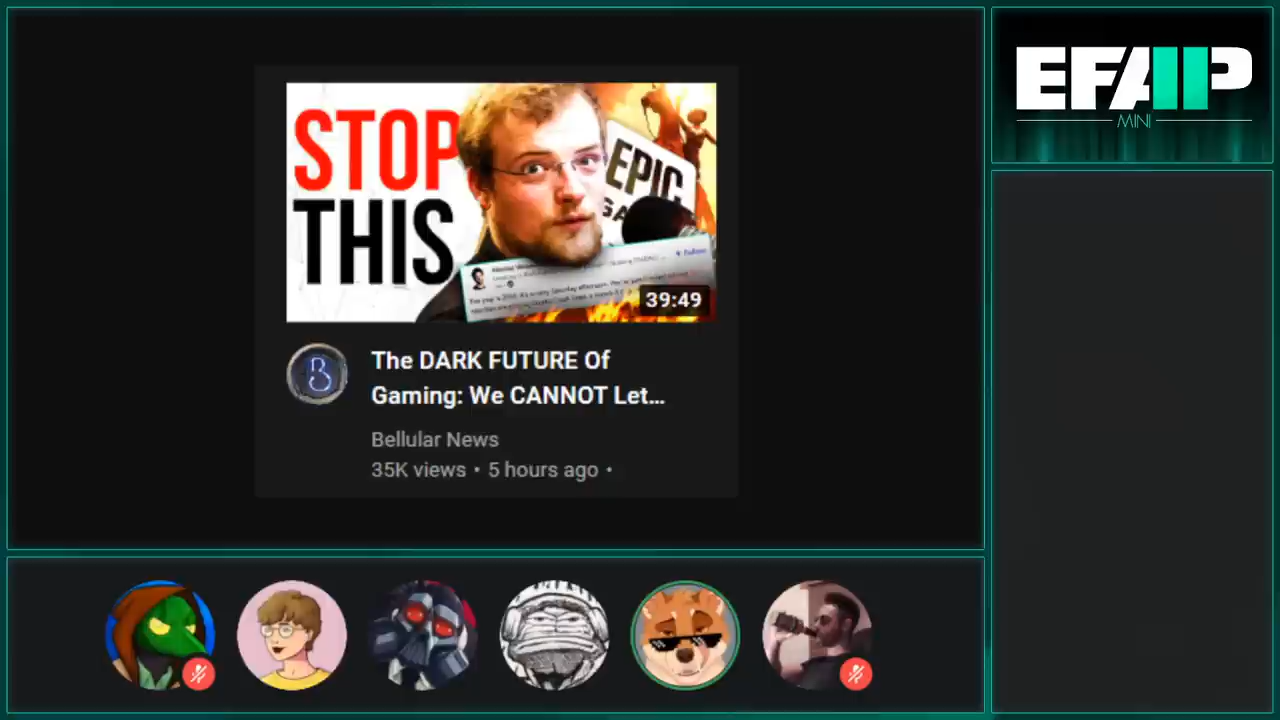 EFAP
MINI
STOP
THIS
EPIC
39:49
The DARK FUTURE Of
Gaming: We CANNOT Let...
Bellular News
35K views • 5 hours ago •